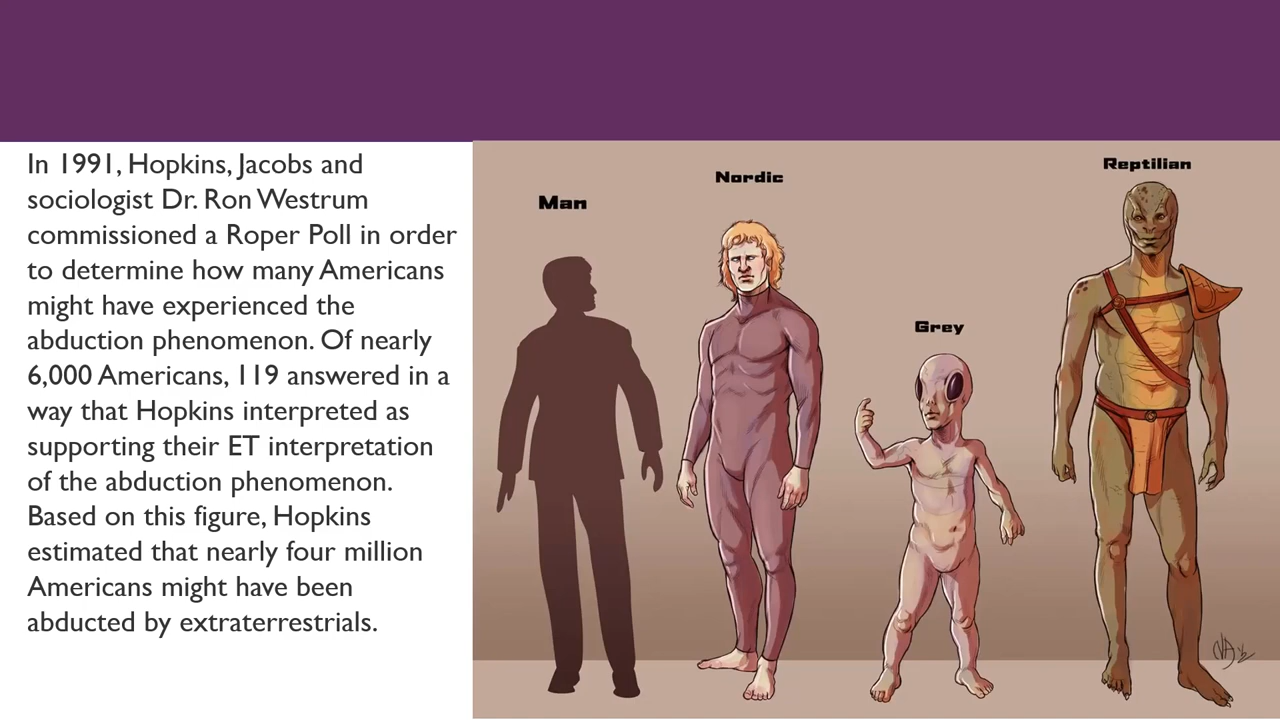 In 1991, Hopkins, Jacobs and
sociologist Dr. Ron Westrum
commissioned a Roper Poll in order
to determine how many Americans
might have experienced the
abduction phenomenon. Of nearly
6,000 Americans, 119 answered in a
way that Hopkins interpreted as
supporting their ET interpretation
of the abduction phenomenon.
Based on this figure, Hopkins
estimated that nearly four million
Americans might have been
abducted by extraterrestrials.
Man
Nordic
Grey
Reptilian